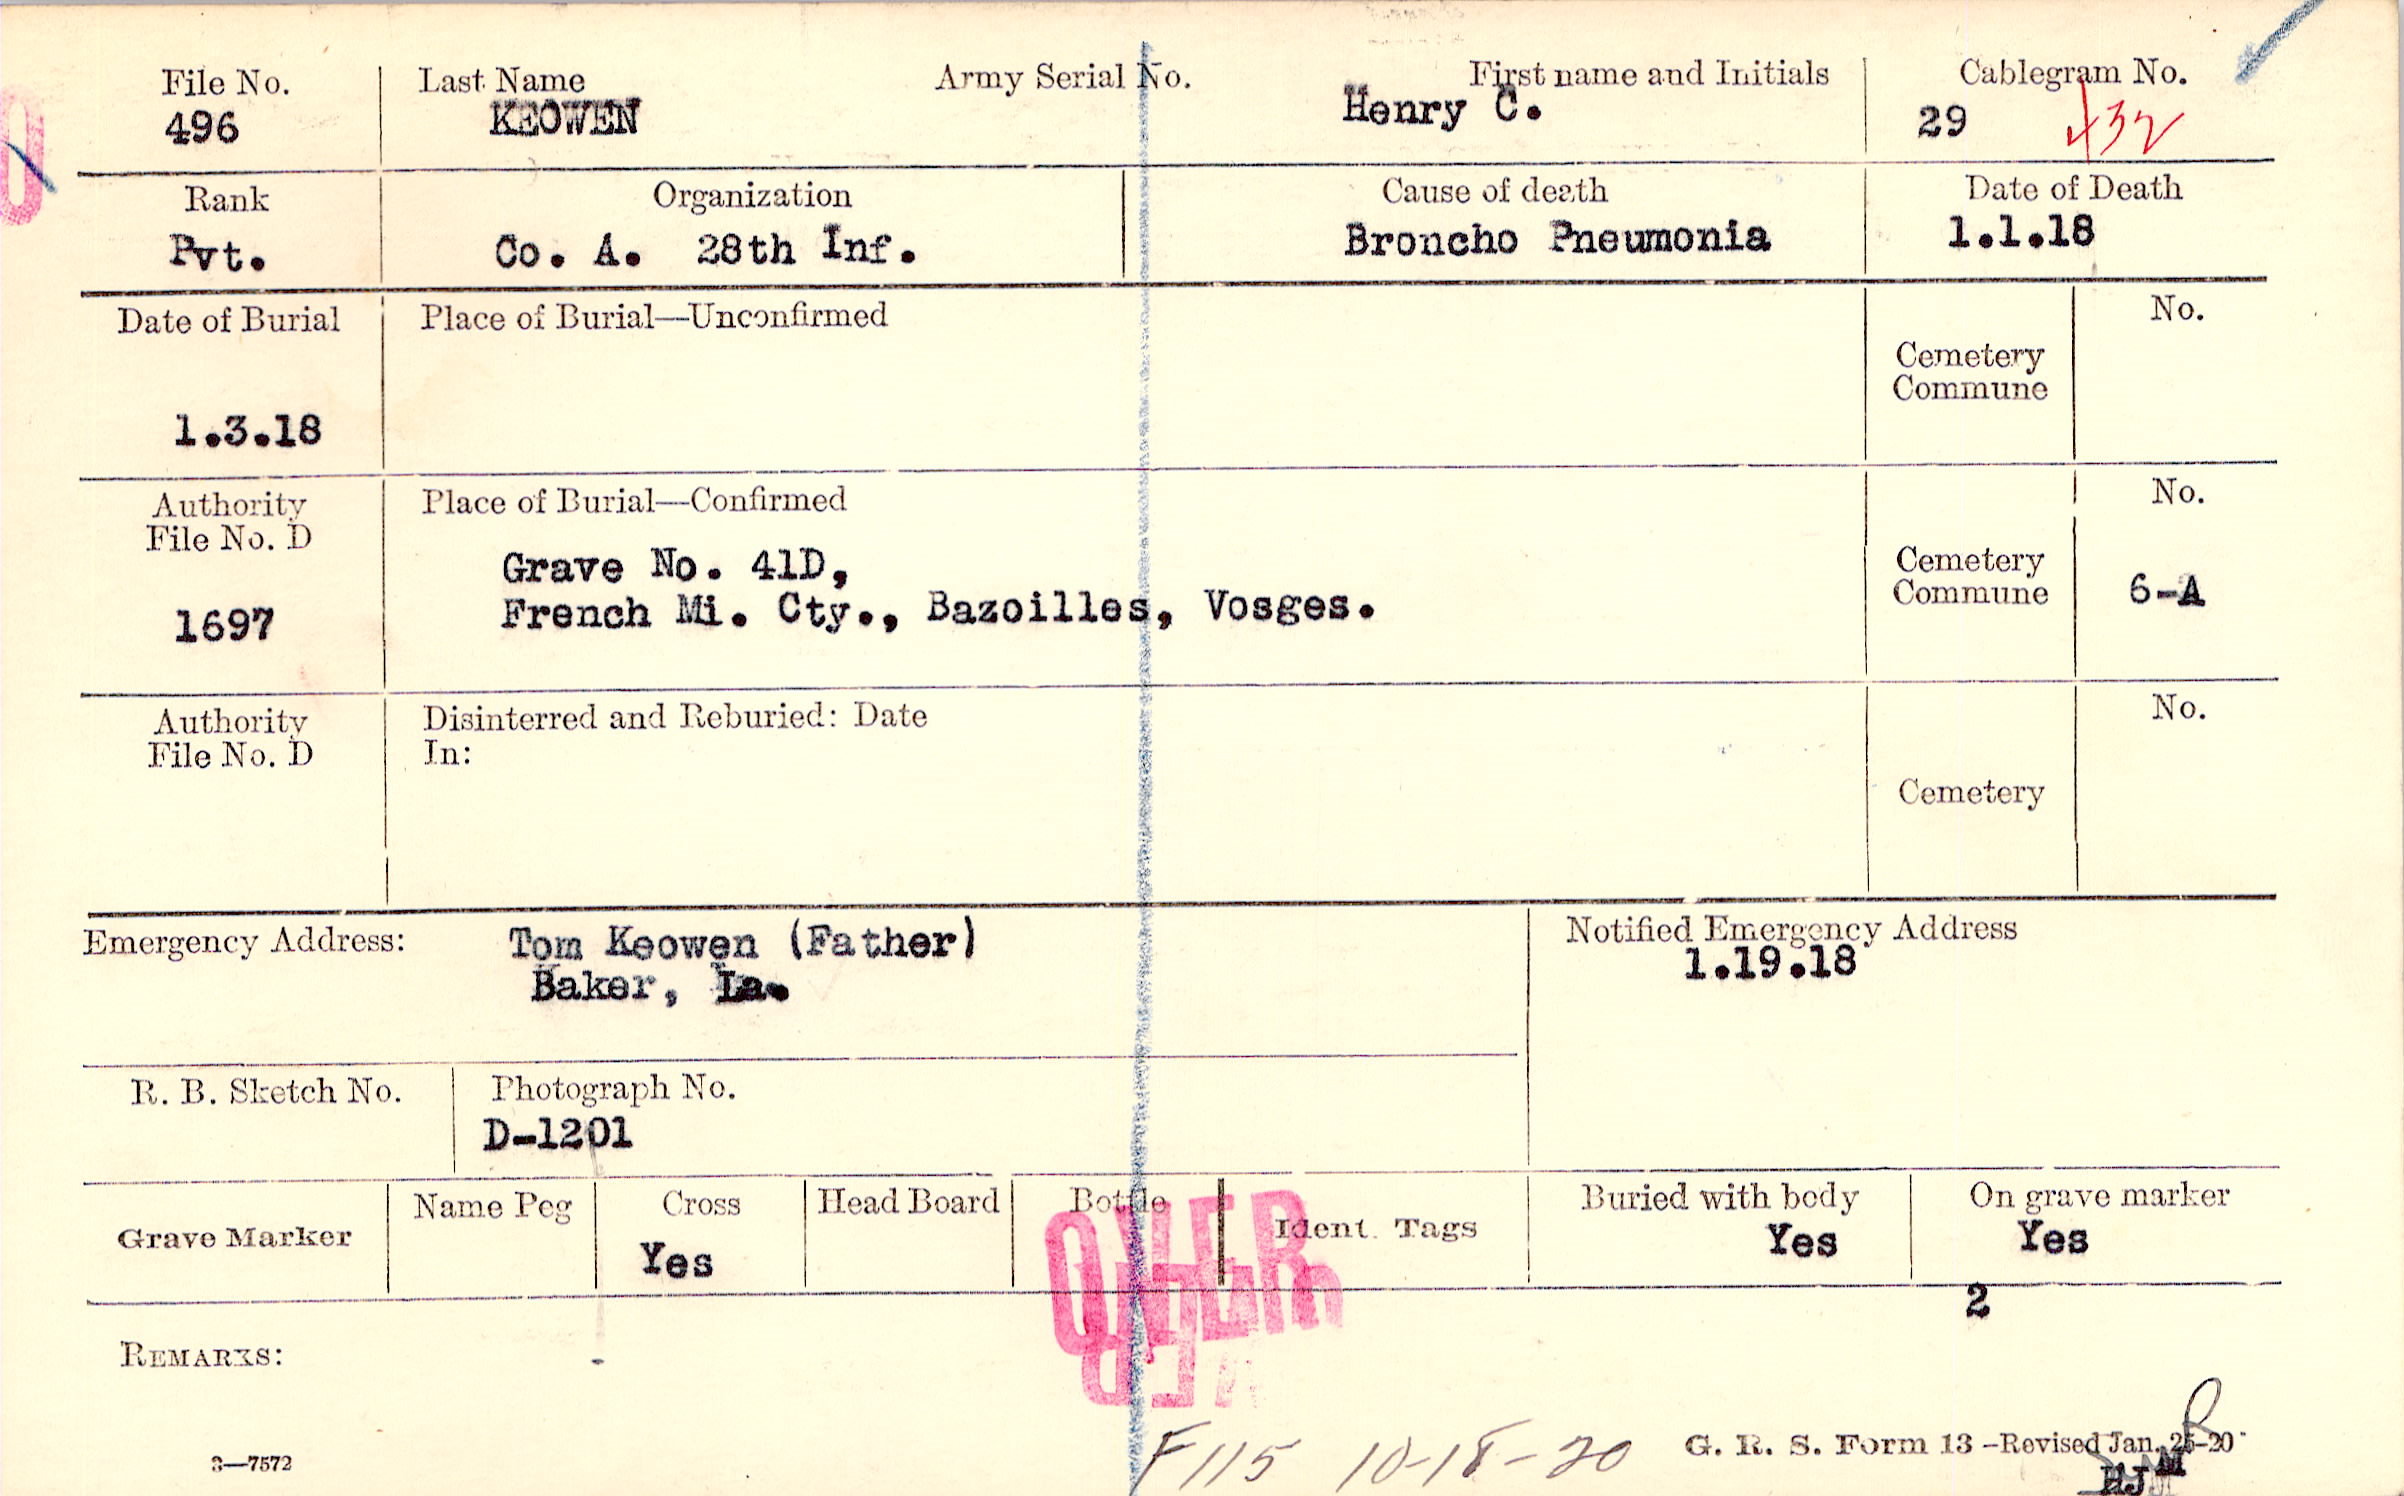 File No.
496
Last Name
KEOWEN
Army Serial No.
First name and Initials
Henry C.
Cablegram No.
29
432
Rank
Pvt.
Organization
Co. A. 28th Inf.
Cause of death
Broncho Pneumonia
Date of Death
1.1.18
Date of Burial
1.3.18
Place of Burial—Unconfirmed
Cemetery
Commune
No.
Authority
File No. D
1697
Place of Burial—Confirmed
Grave No. 41D,
French Mi. Cty., Bazoilles, Vosges.
Cemetery
Commune
No.
6-A
Authority
File No. D
Disinterred and Reburied: Date
In:
Cemetery
No.
Emergency Address:
Tom Keowen (Father)
Baker, La.
Notified Emergency Address
1.19.18
R. B. Sketch No.
Photograph No.
D-1201
Grave Marker
Name Peg
Cross
Yes
Head Board
Bottle
Ident. Tags
Buried with body
Yes
On grave marker
Yes
2
OVER
REMARKS:
3—7572
F115 10-18-20
G. R. S. Form 13 -Revised Jan. 25-20